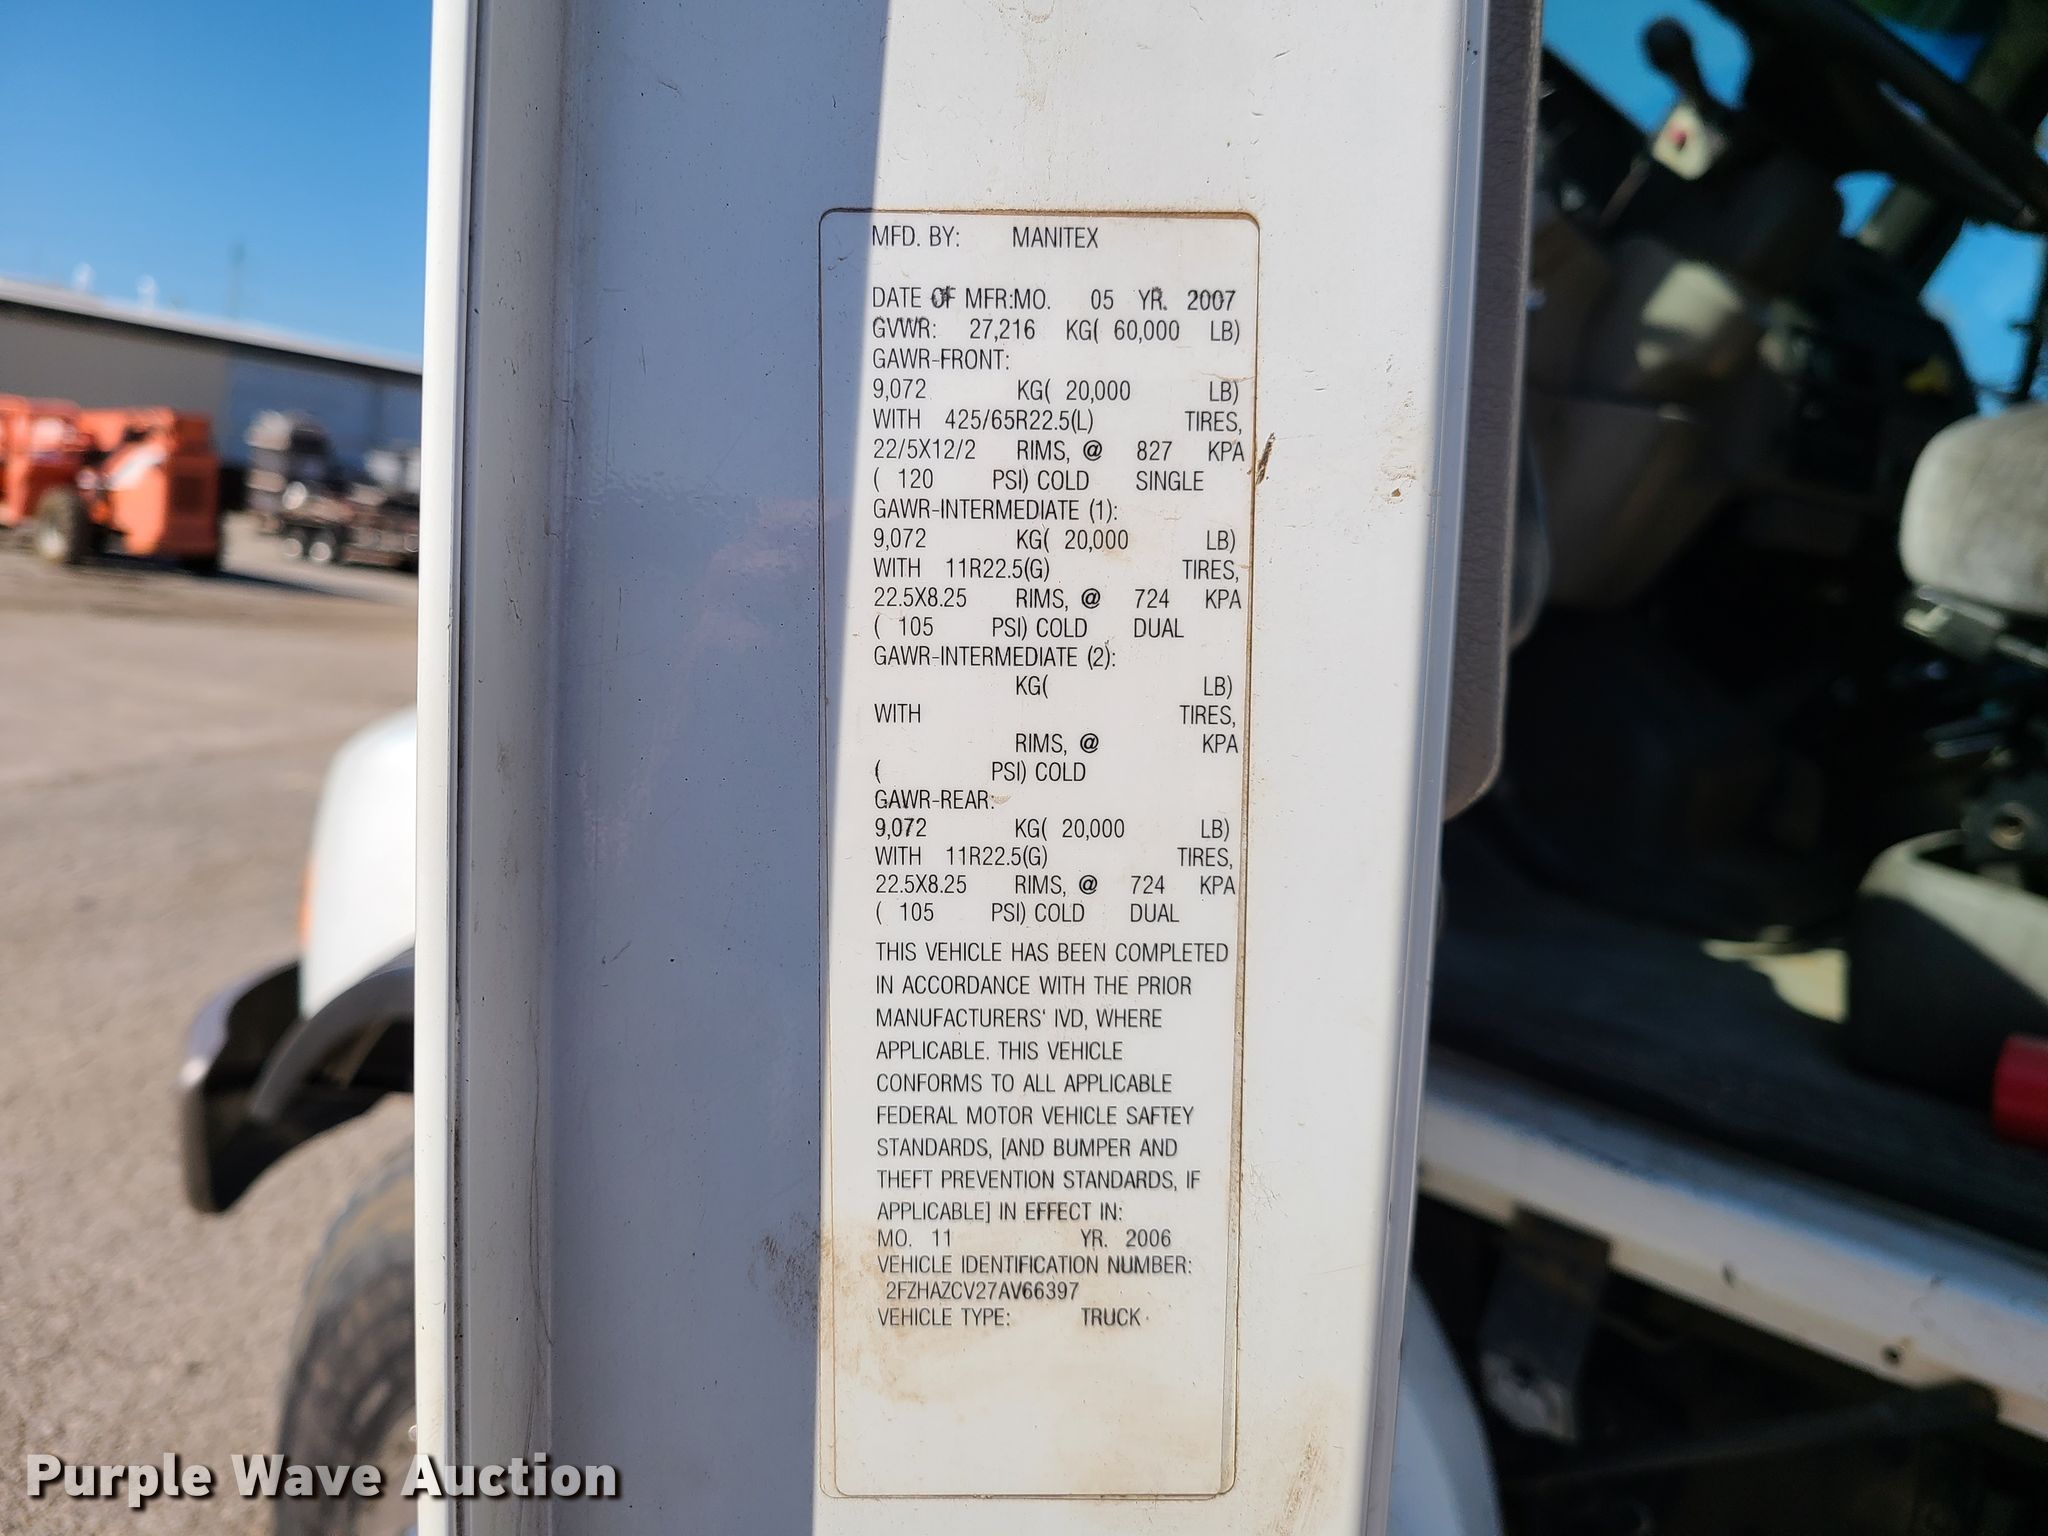 MFD. BY: MANITEX
DATE OF MFR:MO. 05 YR. 2007
GVWR: 27,216 KG( 60,000 LB)
GAWR-FRONT:
9,072 KG( 20,000 LB)
WITH 425/65R22.5(L) TIRES,
22/5X12/2 RIMS, @ 827 KPA
( 120 PSI) COLD SINGLE
GAWR-INTERMEDIATE (1):
9,072 KG( 20,000 LB)
WITH 11R22.5(G) TIRES,
22.5X8.25 RIMS, @ 724 KPA
( 105 PSI) COLD DUAL
GAWR-INTERMEDIATE (2):
KG( LB)
WITH TIRES,
RIMS, @ KPA
( PSI) COLD
GAWR-REAR:
9,072 KG( 20,000 LB)
WITH 11R22.5(G) TIRES,
22.5X8.25 RIMS, @ 724 KPA
( 105 PSI) COLD DUAL
THIS VEHICLE HAS BEEN COMPLETED
IN ACCORDANCE WITH THE PRIOR
MANUFACTURERS' IVD, WHERE
APPLICABLE. THIS VEHICLE
CONFORMS TO ALL APPLICABLE
FEDERAL MOTOR VEHICLE SAFTEY
STANDARDS, [AND BUMPER AND
THEFT PREVENTION STANDARDS, IF
APPLICABLE] IN EFFECT IN:
MO. 11 YR. 2006
VEHICLE IDENTIFICATION NUMBER:
2FZHAZCV27AV66397
VEHICLE TYPE: TRUCK
Purple Wave Auction